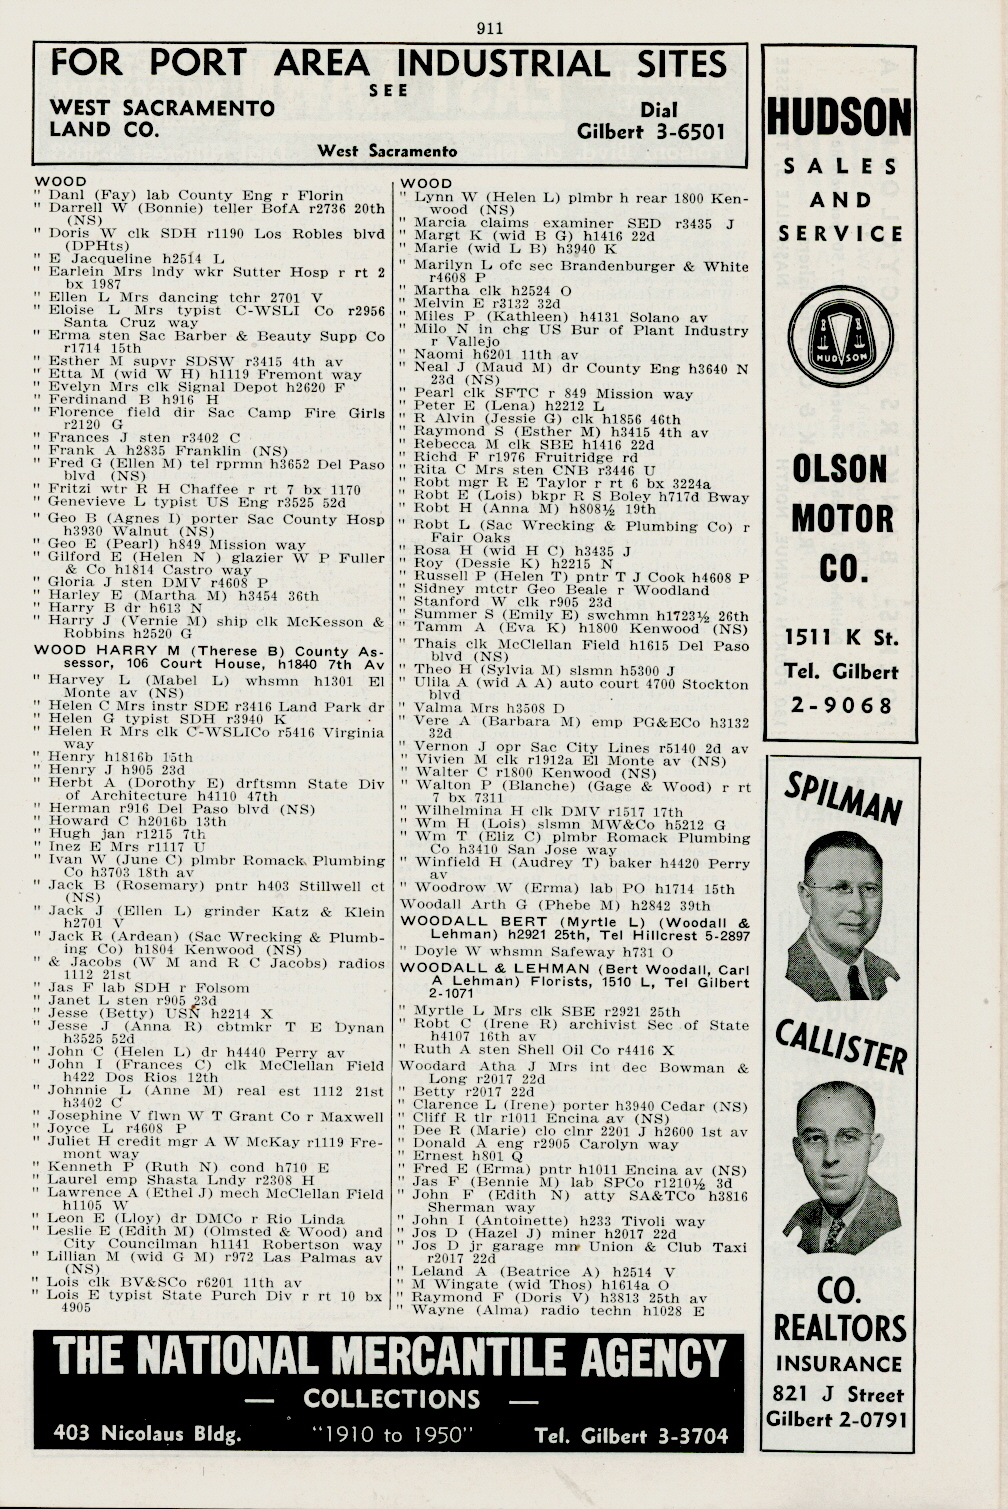 911
FOR PORT AREA INDUSTRIAL SITES
SEE
WEST SACRAMENTO
LAND CO.
Dial
Gilbert 3-6501
West Sacramento
WOOD
" Danl (Fay) lab County Eng r Florin
" Darrell W (Bonnie) teller BofA r2736 20th
(NS)
" Doris W clk SDH r1190 Los Robles blvd
(DPHts)
" E Jacqueline h2514 L
" Earlein Mrs lndy wkr Sutter Hosp r rt 2
bx 1987
" Ellen L Mrs dancing tchr 2701 V
" Eloise L Mrs typist C-WSLI Co r2956
Santa Cruz way
" Erma sten Sac Barber & Beauty Supp Co
r1714 15th
" Esther M supvr SDSW r3415 4th av
" Etta M (wid W H) h1119 Fremont way
" Evelyn Mrs clk Signal Depot h2620 F
" Ferdinand B h916 H
" Florence field dir Sac Camp Fire Girls
r2120 G
" Frances J sten r3402 C
" Frank A h2835 Franklin (NS)
" Fred G (Ellen M) tel rprmn h3652 Del Paso
blvd (NS)
" Fritzi wtr R H Chaffee r rt 7 bx 1170
" Genevieve L typist US Eng r3525 52d
" Geo B (Agnes I) porter Sac County Hosp
h3930 Walnut (NS)
" Geo E (Pearl) h849 Mission way
" Gilford E (Helen N ) glazier W P Fuller
& Co h1814 Castro way
" Gloria J sten DMV r4608 P
" Harley E (Martha M) h3454 36th
" Harry B dr h613 N
" Harry J (Vernie M) ship clk McKesson &
Robbins h2520 G
WOOD HARRY M (Therese B) County As-
sessor, 106 Court House, h1840 7th Av
" Harvey L (Mabel L) whsmn h1301 El
Monte av (NS)
" Helen C Mrs instr SDE r3416 Land Park dr
" Helen G typist SDH r3940 K
" Helen R Mrs clk C-WSLICo r5416 Virginia
way
" Henry h1816b 15th
" Henry J h905 23d
" Herbt A (Dorothy E) drftsmn State Div
of Architecture h4110 47th
" Herman r916 Del Paso blvd (NS)
" Howard C h2016b 13th
" Hugh jan r1215 7th
" Inez E Mrs r1117 U
" Ivan W (June C) plmbr Romack Plumbing
Co h3703 18th av
" Jack B (Rosemary) pntr h403 Stillwell ct
(NS)
" Jack J (Ellen L) grinder Katz & Klein
h2701 V
" Jack R (Ardean) (Sac Wrecking & Plumb-
ing Co) h1804 Kenwood (NS)
" & Jacobs (W M and R C Jacobs) radios
1112 21st
" Jas F lab SDH r Folsom
" Janet L sten r905 23d
" Jesse (Betty) USN h2214 X
" Jesse J (Anna R) cbtmkr T E Dynan
h3525 52d
" John C (Helen L) dr h4440 Perry av
" John I (Frances C) clk McClellan Field
h422 Dos Rios 12th
" Johnnie L (Anne M) real est 1112 21st
h3402 C
" Josephine V flwn W T Grant Co r Maxwell
" Joyce L r4608 P
" Juliet H credit mgr A W McKay r1119 Fre-
mont way
" Kenneth P (Ruth N) cond h710 E
" Laurel emp Shasta Lndy r2308 H
" Lawrence A (Ethel J) mech McClellan Field
h1105 W
" Leon E (Lloy) dr DMCo r Rio Linda
" Leslie E (Edith M) (Olmsted & Wood) and
City Councilman h1141 Robertson way
" Lillian M (wid G M) r972 Las Palmas av
(NS)
" Lois clk BV&SCo r6201 11th av
" Lois E typist State Purch Div r rt 10 bx
4905
WOOD
" Lynn W (Helen L) plmbr h rear 1800 Ken-
wood (NS)
" Marcia claims examiner SED r3435 J
" Margt K (wid B G) h1416 22d
" Marie (wid L B) h3940 K
" Marilyn L ofc sec Brandenburger & White
r4608 P
" Martha clk h2524 O
" Melvin E r3132 32d
" Miles P (Kathleen) h4131 Solano av
" Milo N in chg US Bur of Plant Industry
r Vallejo
" Naomi h6201 11th av
" Neal J (Maud M) dr County Eng h3640 N
23d (NS)
" Pearl clk SFTC r 849 Mission way
" Peter E (Lena) h2212 L
" R Alvin (Jessie G) clk h1856 46th
" Raymond S (Esther M) h3415 4th av
" Rebecca M clk SBE h1416 22d
" Richd F r1976 Fruitridge rd
" Rita C Mrs sten CNB r3446 U
" Robt mgr R E Taylor r rt 6 bx 3224a
" Robt E (Lois) bkpr R S Boley h717d Bway
" Robt H (Anna M) h808½ 19th
" Robt L (Sac Wrecking & Plumbing Co) r
Fair Oaks
" Rosa H (wid H C) h3435 J
" Roy (Dessie K) h2215 N
" Russell P (Helen T) pntr T J Cook h4608 P
" Sidney mtctr Geo Beale r Woodland
" Stanford W clk r905 23d
" Summer S (Emily E) swchmn h1723½ 26th
" Tamm A (Eva K) h1800 Kenwood (NS)
" Thais clk McClellan Field h1615 Del Paso
blvd (NS)
" Theo H (Sylvia M) slsmn h5300 J
" Ulila A (wid A A) auto court 4700 Stockton
blvd
" Valma Mrs h3508 D
" Vere A (Barbara M) emp PG&ECo h3132
32d
" Vernon J opr Sac City Lines r5140 2d av
" Vivien M clk r1912a El Monte av (NS)
" Walter C r1800 Kenwood (NS)
" Walton P (Blanche) (Gage & Wood) r rt
7 bx 7311
" Wilhelmina H clk DMV r1517 17th
" Wm H (Lois) slsmn MW&Co h5212 G
" Wm T (Eliz C) plmbr Romack Plumbing
Co h3410 San Jose way
" Winfield H (Audrey T) baker h4420 Perry
av
" Woodrow W (Erma) lab PO h1714 15th
Woodall Arth G (Phebe M) h2842 39th
WOODALL BERT (Myrtle L) (Woodall &
Lehman) h2921 25th, Tel Hillcrest 5-2897
" Doyle W whsmn Safeway h731 O
WOODALL & LEHMAN (Bert Woodall, Carl
A Lehman) Florists, 1510 L, Tel Gilbert
2-1071
" Myrtle L Mrs clk SBE r2921 25th
" Robt C (Irene R) archivist Sec of State
h4107 16th av
" Ruth A sten Shell Oil Co r4416 X
Woodard Atha J Mrs int dec Bowman &
Long r2017 22d
" Betty r2017 22d
" Clarence L (Irene) porter h3940 Cedar (NS)
" Cliff R tlr r1011 Encina av (NS)
" Dee R (Marie) clo clnr 2201 J h2600 1st av
" Donald A eng r2905 Carolyn way
" Ernest h801 Q
" Fred E (Erma) pntr h1011 Encina av (NS)
" Jas F (Bennie M) lab SPCo r1210½ 3d
" John F (Edith N) atty SA&TCo h3816
Sherman way
" John I (Antoinette) h233 Tivoli way
" Jos D (Hazel J) miner h2017 22d
" Jos D jr garage mn Union & Club Taxi
r2017 22d
" Leland A (Beatrice A) h2514 V
" M Wingate (wid Thos) h1614a O
" Raymond F (Doris V) h3813 25th av
" Wayne (Alma) radio techn h1028 E
HUDSON
SALES
AND
SERVICE
HUDSON
OLSON
MOTOR
CO.
1511 K St.
Tel. Gilbert
2-9068
SPILMAN
CALLISTER
CO.
REALTORS
INSURANCE
821 J Street
Gilbert 2-0791
THE NATIONAL MERCANTILE AGENCY
— COLLECTIONS —
403 Nicolaus Bldg. "1910 to 1950" Tel. Gilbert 3-3704